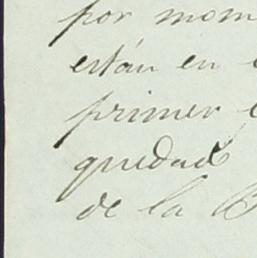 por mom
están en
primer
quedad
de la B